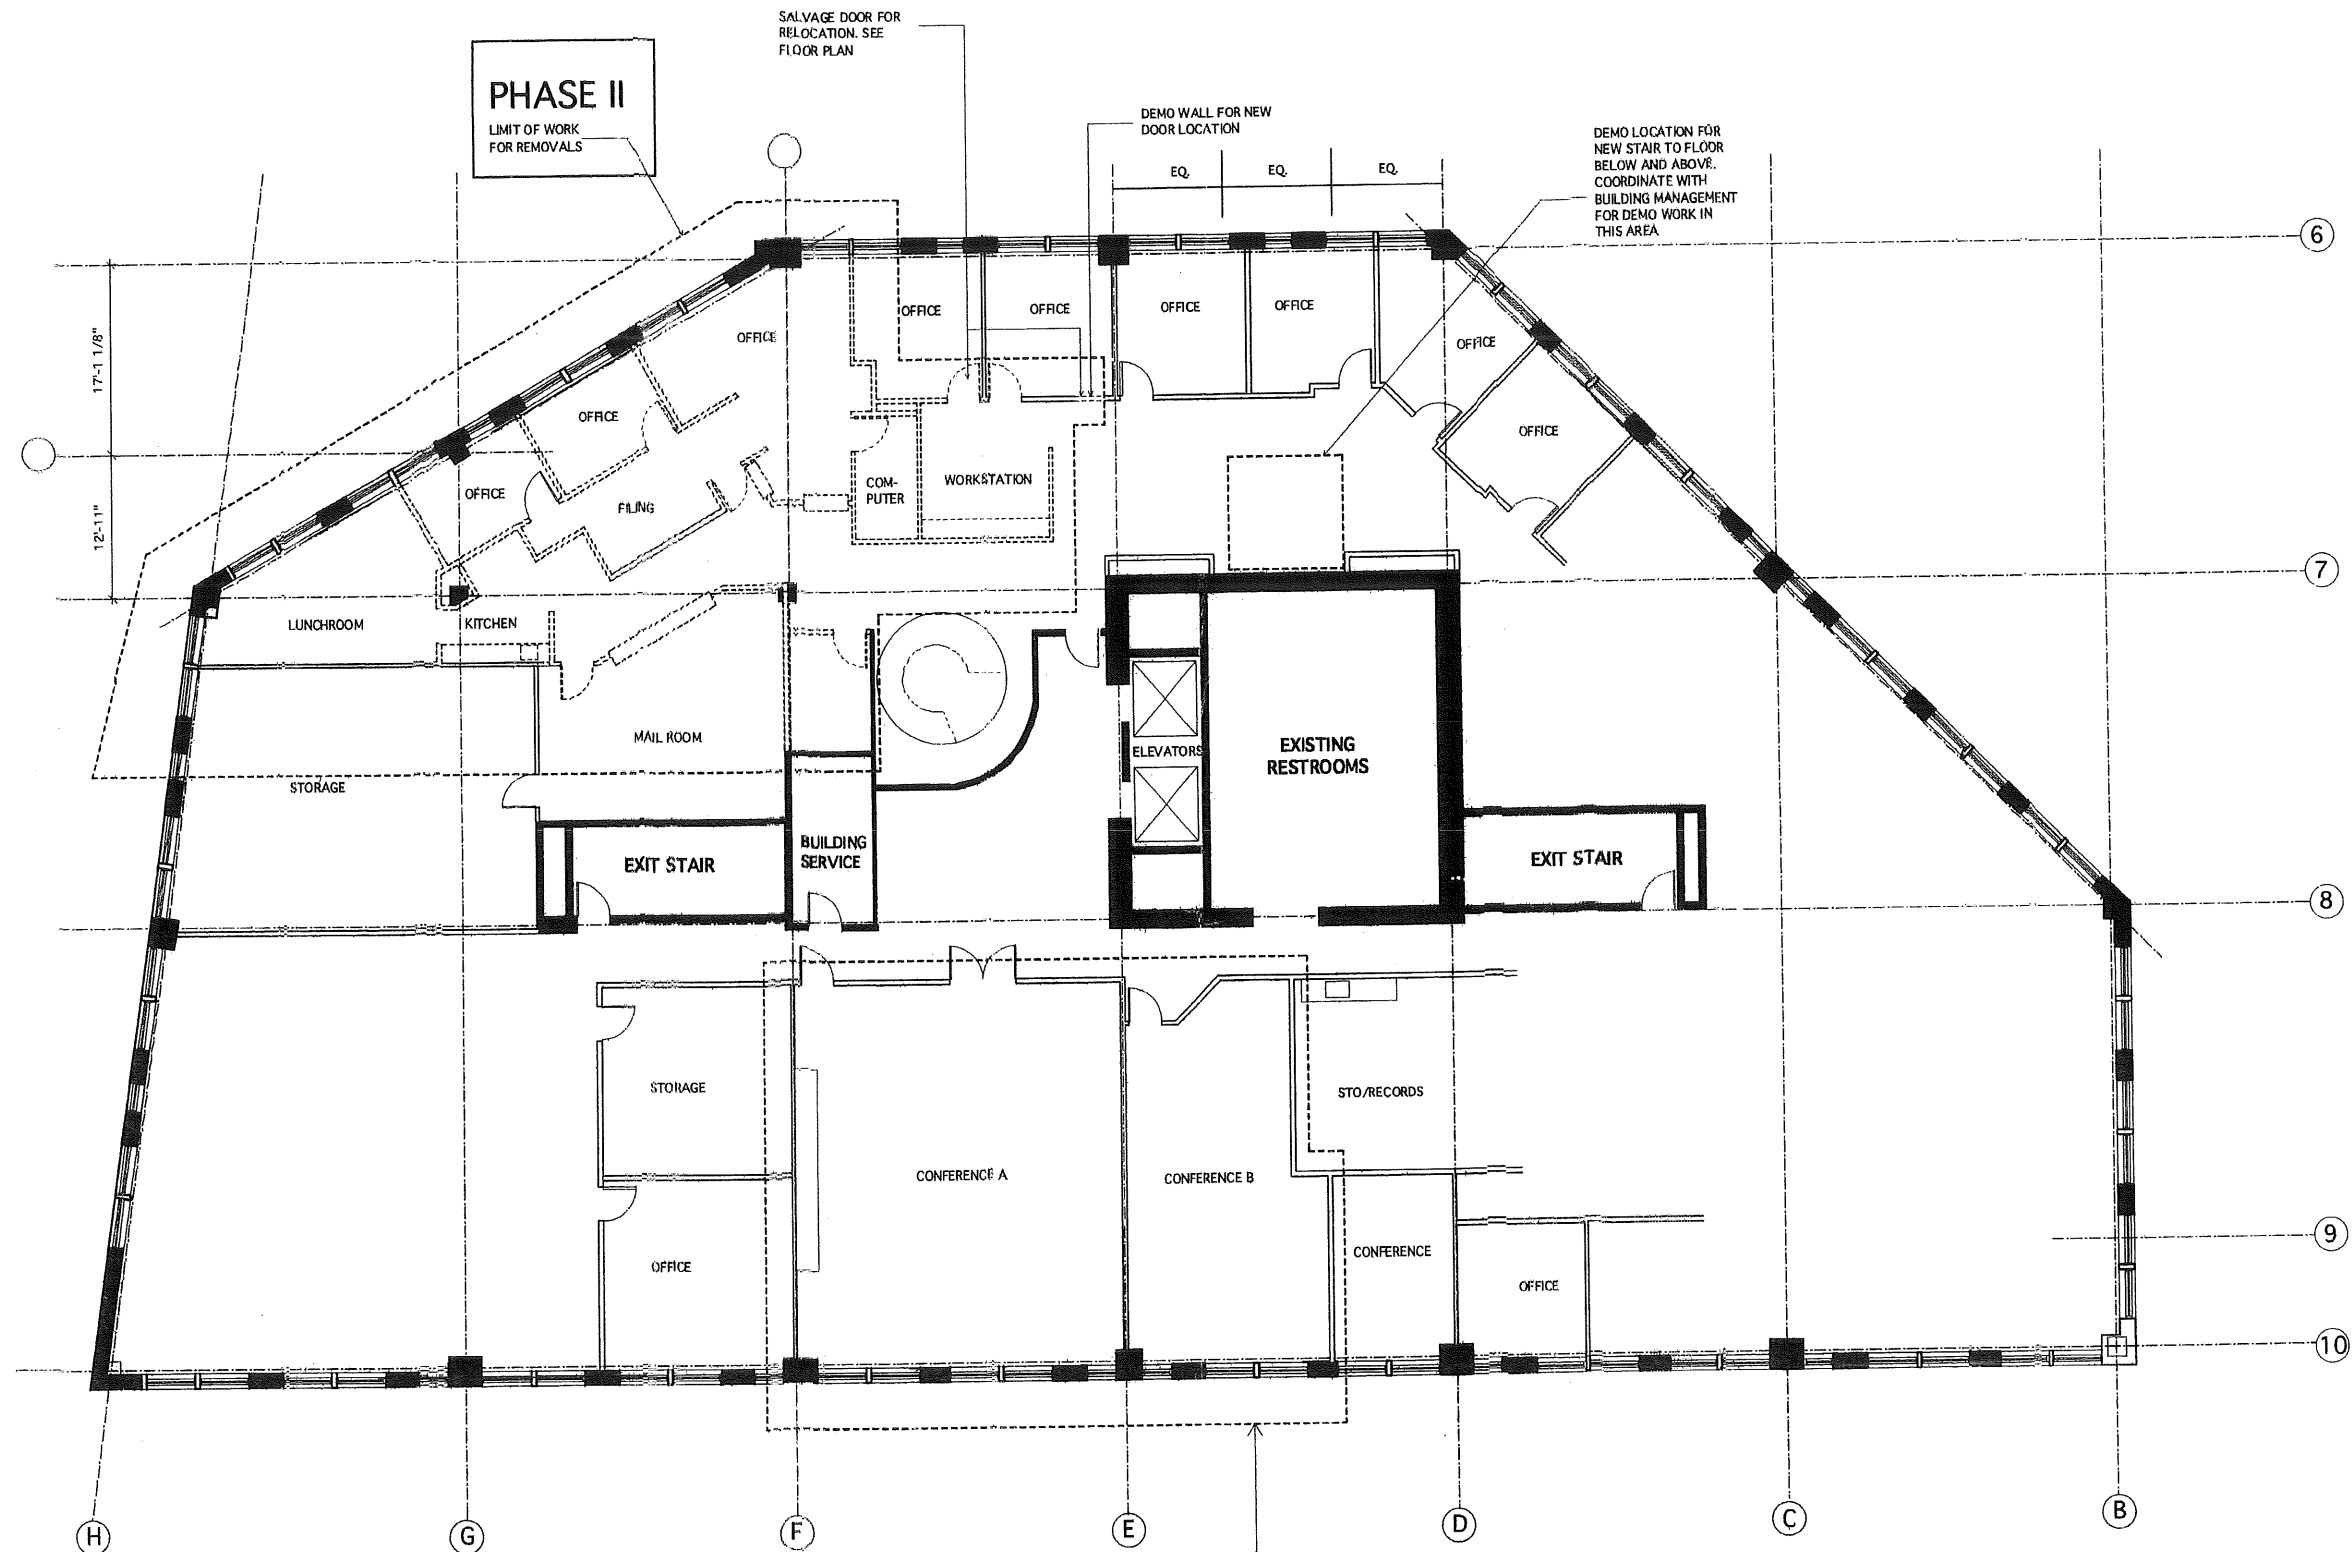 SALVAGE DOOR FOR
RELOCATION. SEE
FLOOR PLAN
PHASE II
LIMIT OF WORK
FOR REMOVALS
DEMO WALL FOR NEW
DOOR LOCATION
DEMO LOCATION FOR
NEW STAIR TO FLOOR
BELOW AND ABOVE.
COORDINATE WITH
BUILDING MANAGEMENT
FOR DEMO WORK IN
THIS AREA
EQ.
EQ.
EQ.
6
17'-1 1/8"
12'-11"
OFFICE
OFFICE
OFFICE
OFFICE
OFFICE
OFFICE
OFFICE
OFFICE
OFFICE
COM-
PUTER
WORKSTATION
FILING
7
LUNCHROOM
KITCHEN
MAIL ROOM
ELEVATORS
EXISTING
RESTROOMS
STORAGE
EXIT STAIR
BUILDING
SERVICE
EXIT STAIR
8
STORAGE
STO/RECORDS
CONFERENCE A
CONFERENCE B
OFFICE
CONFERENCE
OFFICE
9
10
H
G
F
E
D
C
B